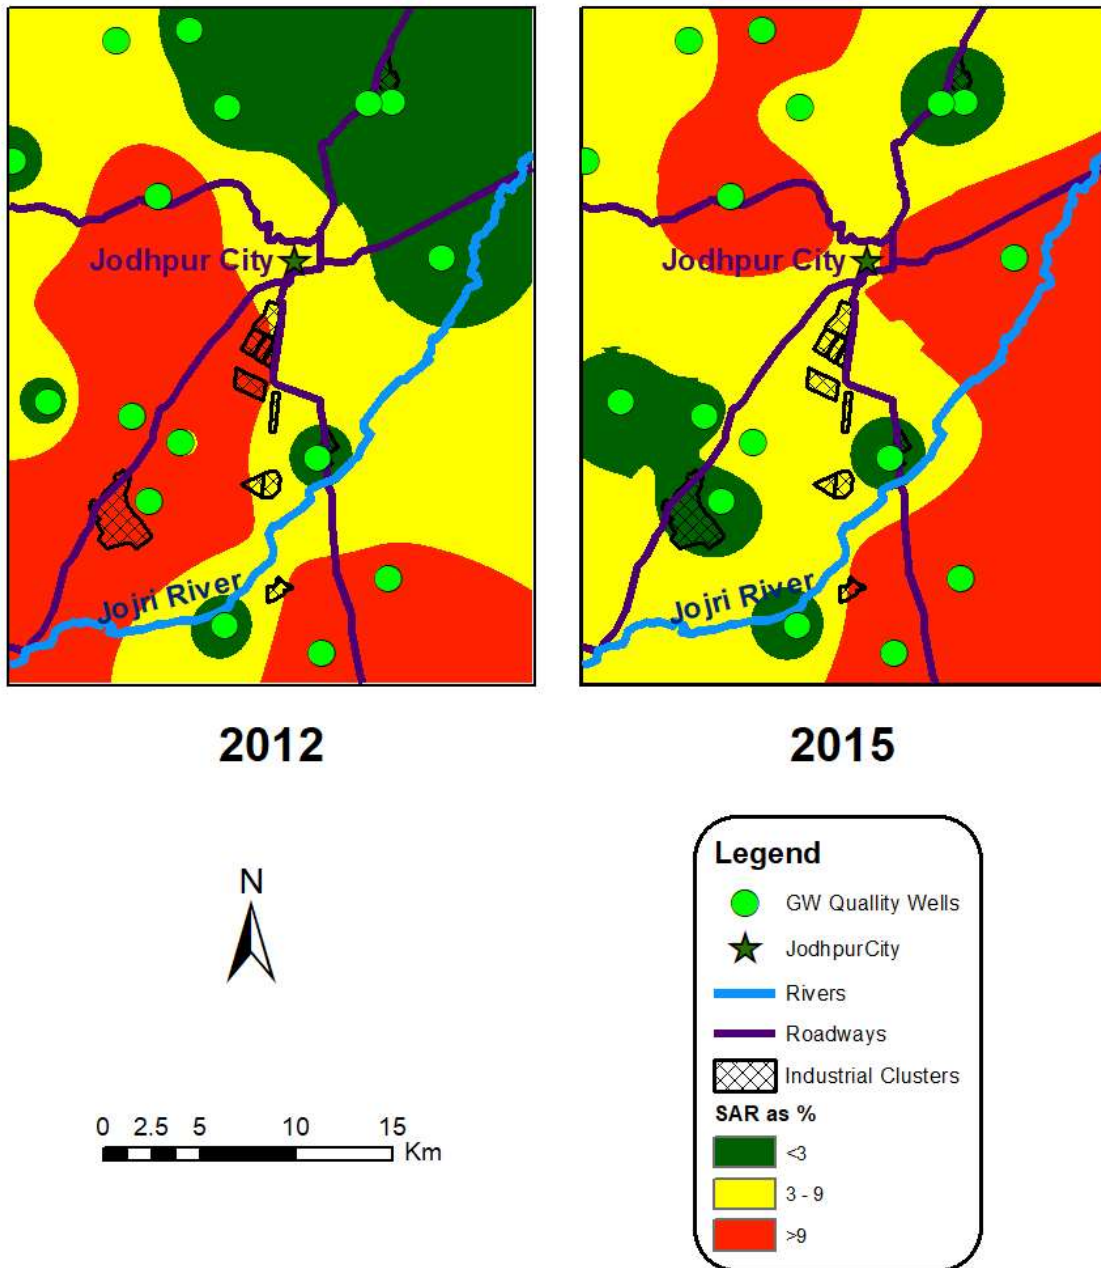 Jodhpur City
Jojri River
Jodhpur City
Jojri River
2012
2015
N
0 2.5 5 10 15
Km
Legend
GW Quallity Wells
JodhpurCity
Rivers
Roadways
Industrial Clusters
SAR as %
<3
3 - 9
>9